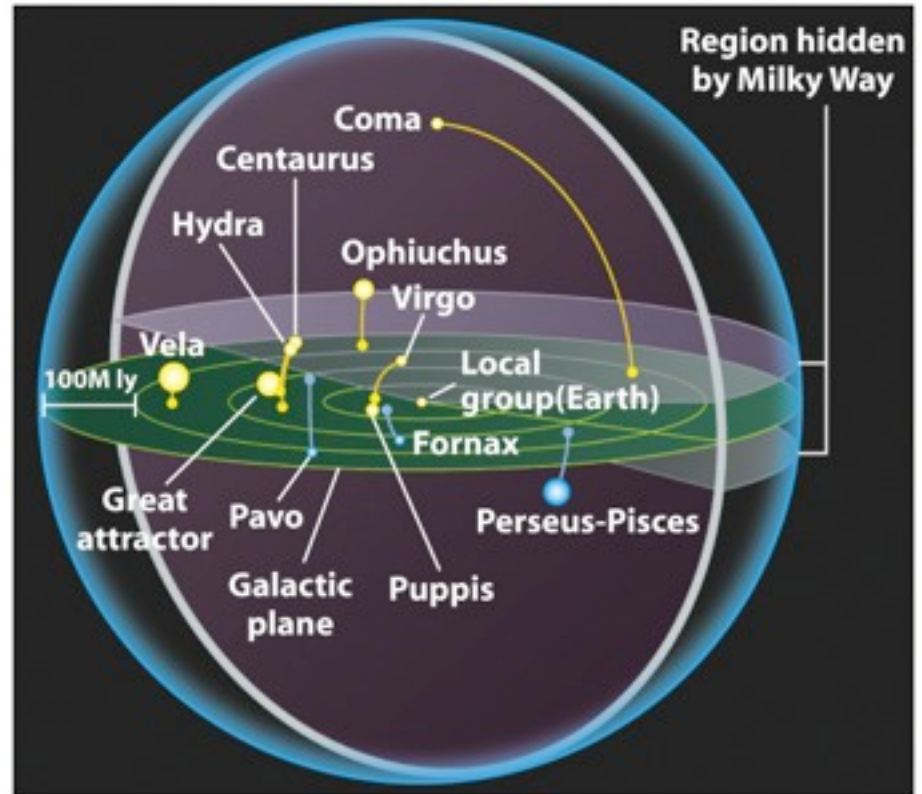 Region hidden
by Milky Way
Coma
Centaurus
Hydra
Ophiuchus
Virgo
Vela
Local
group(Earth)
100M ly
Fornax
Great
attractor
Pavo
Perseus-Pisces
Galactic
plane
Puppis